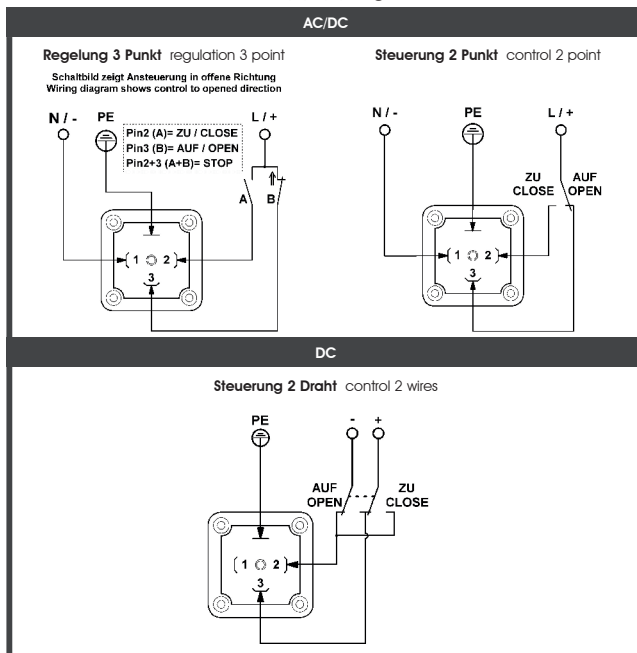 AC/DC
Regelung 3 Punkt regulation 3 point
Schaltbild zeigt Ansteuerung in offene Richtung
Wiring diagram shows control to opened direction
N / -
PE
L / +
Pin2 (A)= ZU / CLOSE
Pin3 (B)= AUF / OPEN
Pin2+3 (A+B)= STOP
A
B
1
2
3
Steuerung 2 Punkt control 2 point
N / -
PE
L / +
ZU
CLOSE
AUF
OPEN
1
2
3
DC
Steuerung 2 Draht control 2 wires
PE
-
+
AUF
OPEN
ZU
CLOSE
1
2
3